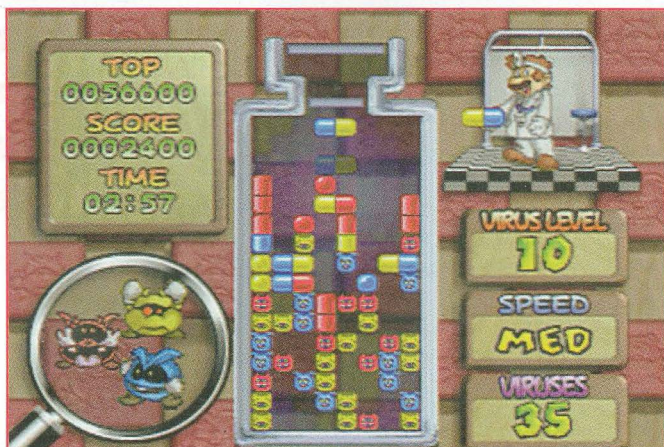 TOP
0056600
SCORE
0002400
TIME
02:57
VIRUS LEVEL
10
SPEED
MED
VIRUSES
35